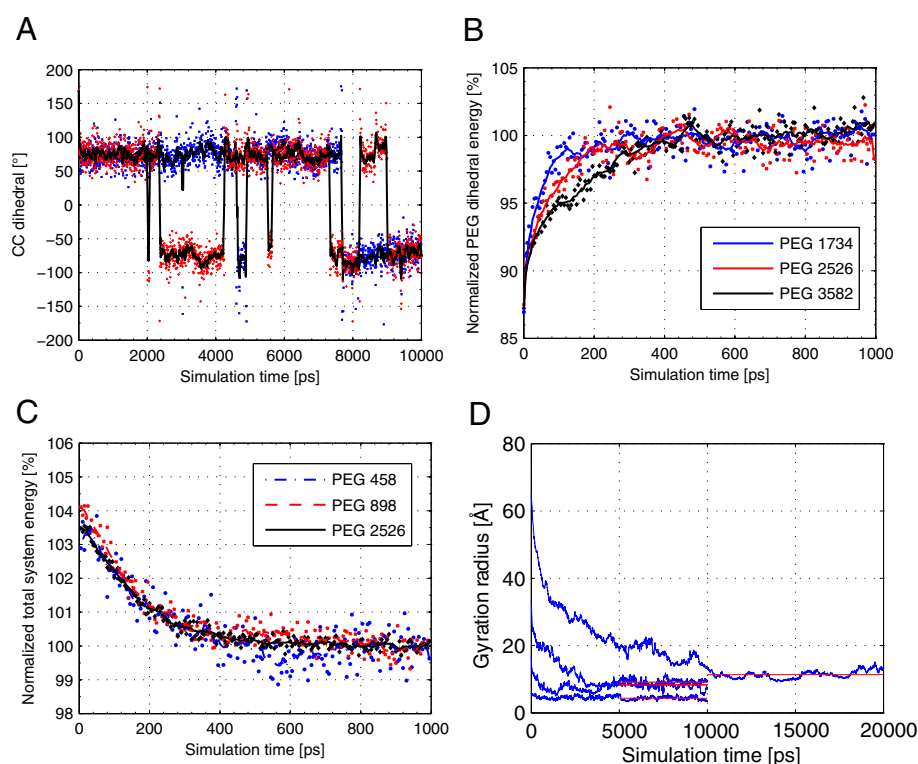 A
CC dihedral [°]
200
150
100
50
0
−50
−100
−150
−200
0 2000 4000 6000 8000 10000
Simulation time [ps]
B
Normalized PEG dihedral energy [%]
105
100
95
90
85
PEG 1734
PEG 2526
PEG 3582
0 200 400 600 800 1000
Simulation time [ps]
C
Normalized total system energy [%]
106
105
104
103
102
101
100
99
98
PEG 458
PEG 898
PEG 2526
0 200 400 600 800 1000
Simulation time [ps]
D
Gyration radius [Å]
80
60
40
20
0
0 5000 10000 15000 20000
Simulation time [ps]